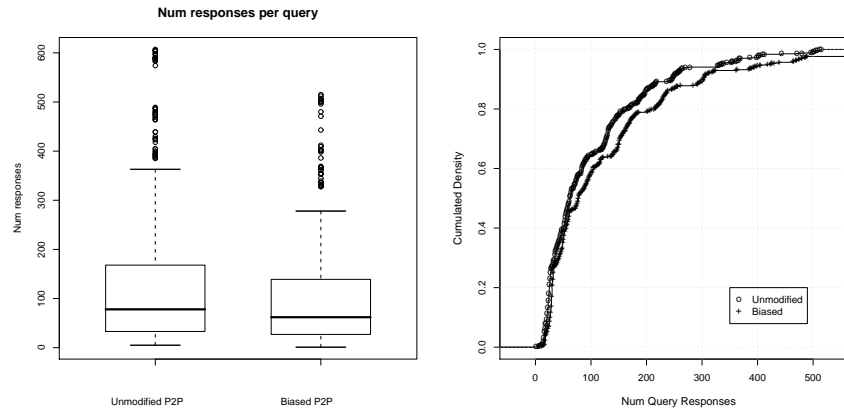 Num responses per query
Num responses
600
500
400
300
200
100
0
Unmodified P2P
Biased P2P
Cumulated Density
1.0
0.8
0.6
0.4
0.2
0.0
Unmodified
Biased
0 100 200 300 400 500
Num Query Responses